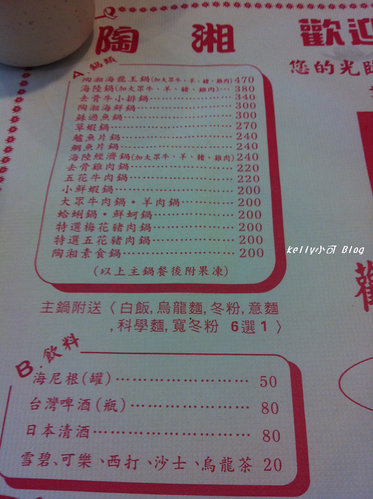 陶湘 歡迎
您的光臨
A 鍋類
陶湘海龍王鍋(加大眾牛、羊、豬、雞肉)470
海陸鍋(加大眾牛、羊、豬、雞肉)……380
去骨牛小排鍋……340
陶湘海鮮鍋……300
蘇過魚鍋……300
草蝦鍋……270
鱸魚片鍋……240
鯛魚片鍋……240
海陸經濟鍋(加大眾牛、羊、豬、雞肉)240
去骨雞肉鍋……220
五花牛肉鍋……220
小鮮蝦鍋……200
大眾牛肉鍋・羊肉鍋……200
蛤蜊鍋・鮮蚵鍋……200
特選梅花豬肉鍋……200
特選五花豬肉鍋……200
陶湘素食鍋……200
(以上主鍋餐後附果凍)
主鍋附送〈白飯,烏龍麵,冬粉,意麵
,科學麵,寬冬粉 6選1〉
B.飲料
海尼根(罐)……50
台灣啤酒(瓶)……80
日本清酒……80
雪碧、可樂、西打、沙士、烏龍茶 20
kelly小可 Blog